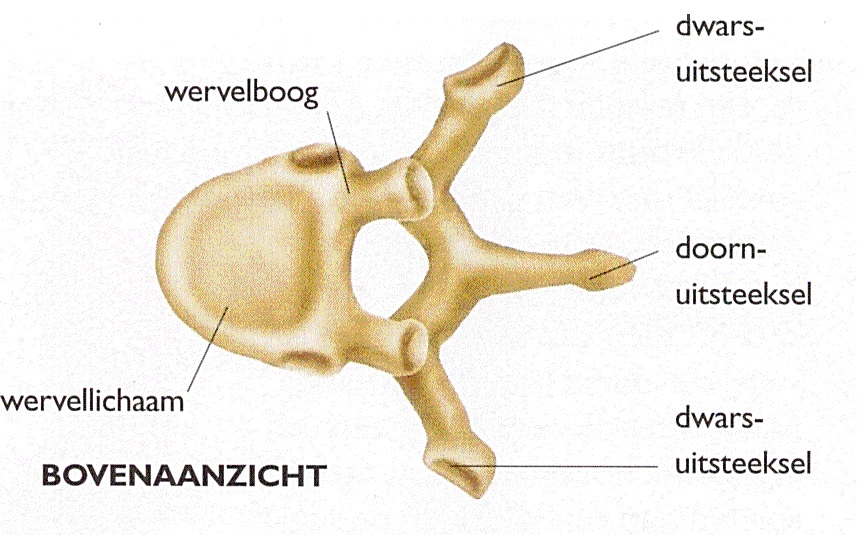 dwars-
uitsteeksel
wervelboog
doorn-
uitsteeksel
wervellichaam
dwars-
uitsteeksel
BOVENAANZICHT